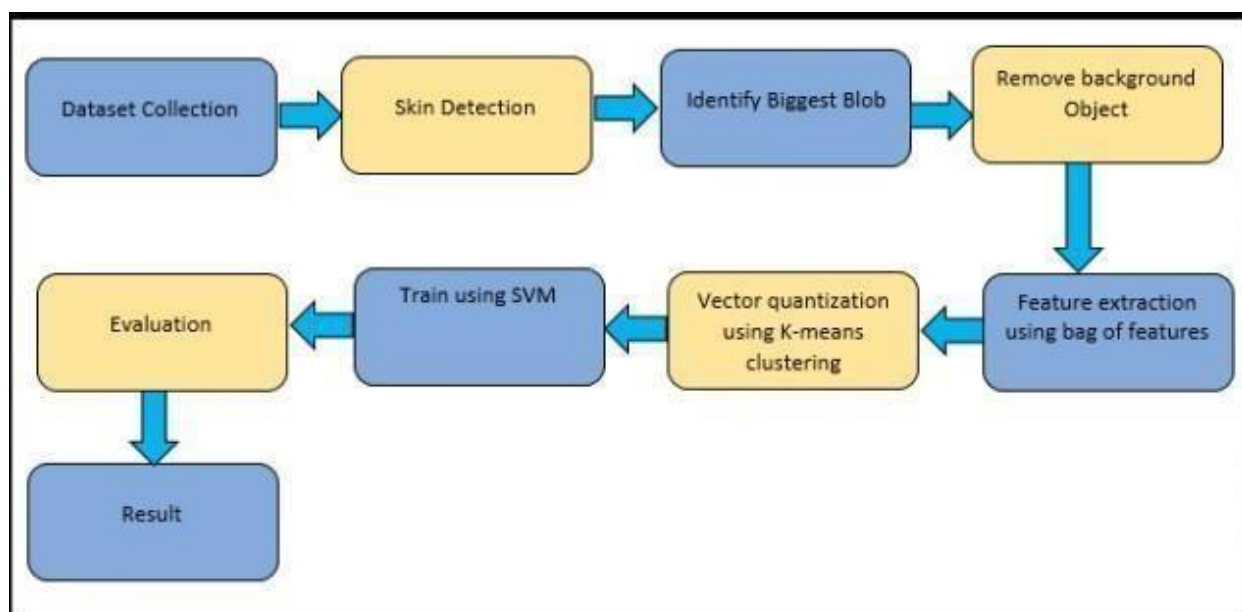 Dataset Collection
Skin Detection
Identify Biggest Blob
Remove background
Object
Feature extraction
using bag of features
Vector quantization
using K-means
clustering
Train using SVM
Evaluation
Result